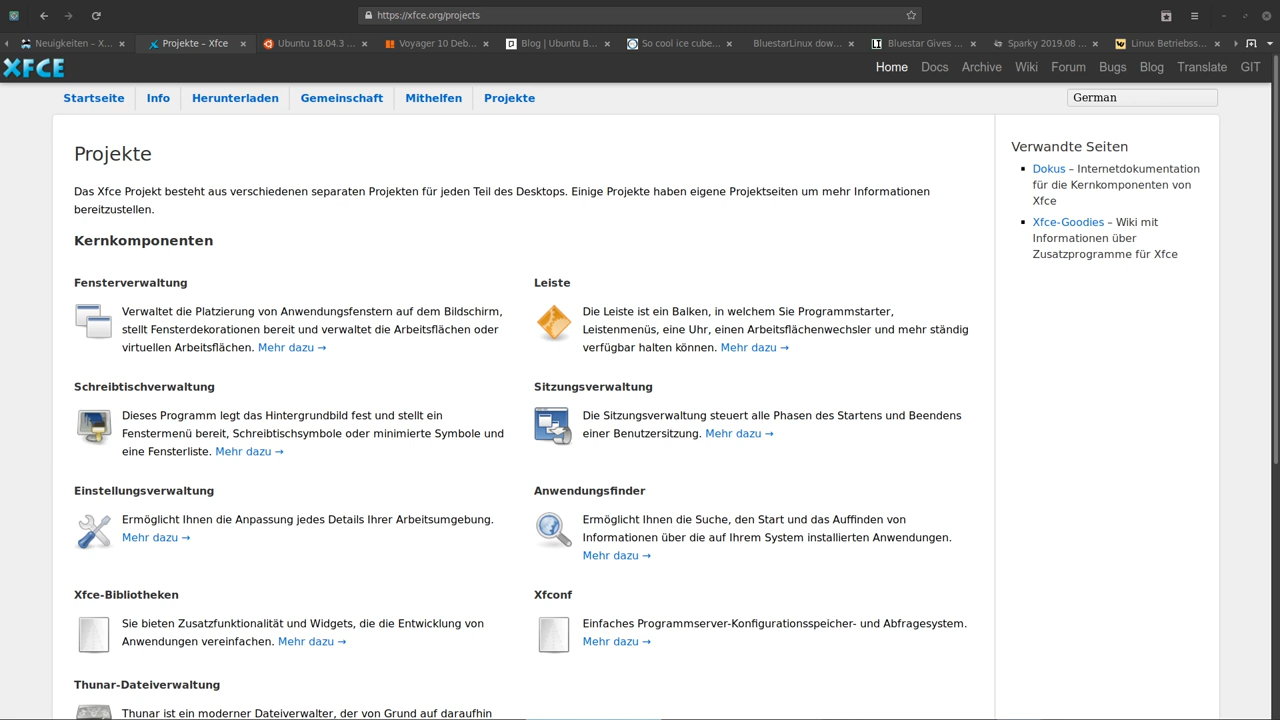 https://xfce.org/projects
Neuigkeiten – X...
Projekte – Xfce
Ubuntu 18.04.3 ...
Voyager 10 Deb...
Blog | Ubuntu B...
So cool ice cube...
BluestarLinux dow...
Bluestar Gives ...
Sparky 2019.08 ...
Linux Betriebss...
XFCE
Home Docs Archive Wiki Forum Bugs Blog Translate GIT
Startseite Info Herunterladen Gemeinschaft Mithelfen Projekte
German
Projekte
Das Xfce Projekt besteht aus verschiedenen separaten Projekten für jeden Teil des Desktops. Einige Projekte haben eigene Projektseiten um mehr Informationen
bereitzustellen.
Kernkomponenten
Fensterverwaltung
Verwaltet die Platzierung von Anwendungsfenstern auf dem Bildschirm,
stellt Fensterdekorationen bereit und verwaltet die Arbeitsflächen oder
virtuellen Arbeitsflächen. Mehr dazu →
Leiste
Die Leiste ist ein Balken, in welchem Sie Programmstarter,
Leistenmenüs, eine Uhr, einen Arbeitsflächenwechsler und mehr ständig
verfügbar halten können. Mehr dazu →
Schreibtischverwaltung
Dieses Programm legt das Hintergrundbild fest und stellt ein
Fenstermenü bereit, Schreibtischsymbole oder minimierte Symbole und
eine Fensterliste. Mehr dazu →
Sitzungsverwaltung
Die Sitzungsverwaltung steuert alle Phasen des Startens und Beendens
einer Benutzersitzung. Mehr dazu →
Einstellungsverwaltung
Ermöglicht Ihnen die Anpassung jedes Details Ihrer Arbeitsumgebung.
Mehr dazu →
Anwendungsfinder
Ermöglicht Ihnen die Suche, den Start und das Auffinden von
Informationen über die auf Ihrem System installierten Anwendungen.
Mehr dazu →
Xfce-Bibliotheken
Sie bieten Zusatzfunktionalität und Widgets, die die Entwicklung von
Anwendungen vereinfachen. Mehr dazu →
Xfconf
Einfaches Programmserver-Konfigurationsspeicher- und Abfragesystem.
Mehr dazu →
Thunar-Dateiverwaltung
Thunar ist ein moderner Dateiverwalter, der von Grund auf daraufhin
Verwandte Seiten
Dokus – Internetdokumentation
für die Kernkomponenten von
Xfce
Xfce-Goodies – Wiki mit
Informationen über
Zusatzprogramme für Xfce